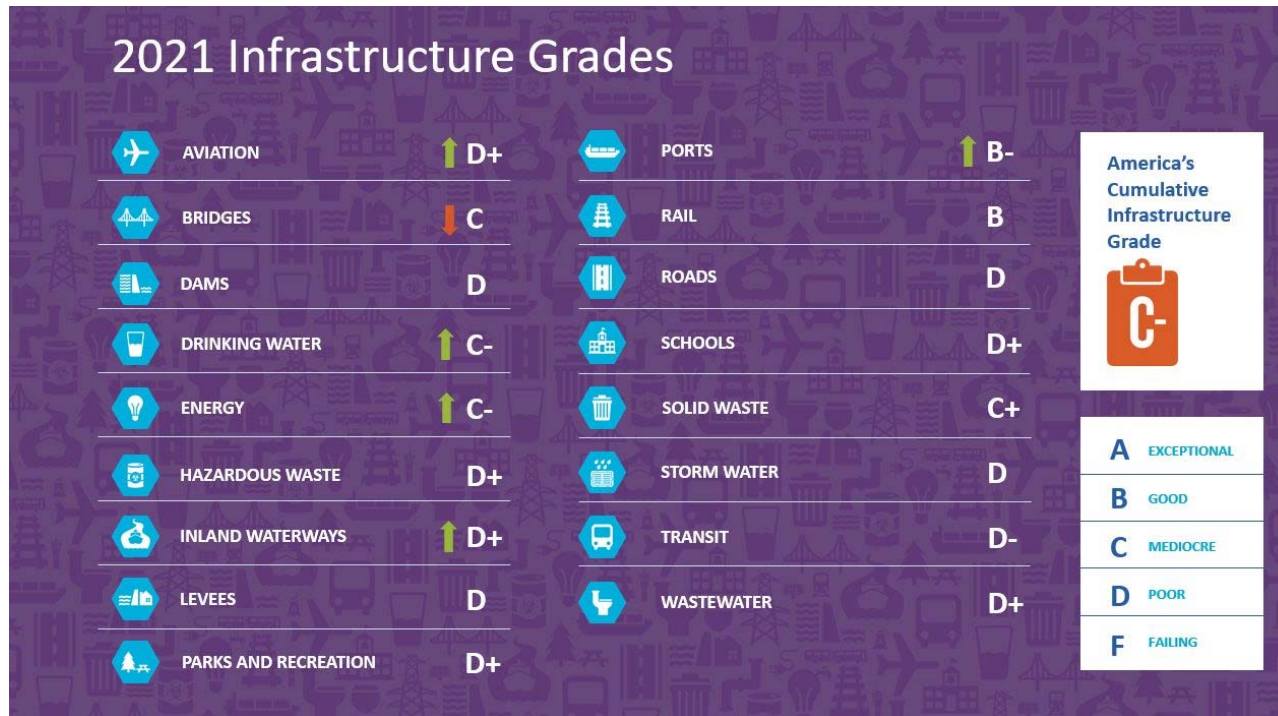 2021 Infrastructure Grades
AVIATION D+
BRIDGES C
DAMS D
DRINKING WATER C-
ENERGY C-
HAZARDOUS WASTE D+
INLAND WATERWAYS D+
LEVEES D
PARKS AND RECREATION D+
PORTS B-
RAIL B
ROADS D
SCHOOLS D+
SOLID WASTE C+
STORM WATER D
TRANSIT D-
WASTEWATER D+
America's
Cumulative
Infrastructure
Grade
C-
A EXCEPTIONAL
B GOOD
C MEDIOCRE
D POOR
F FAILING